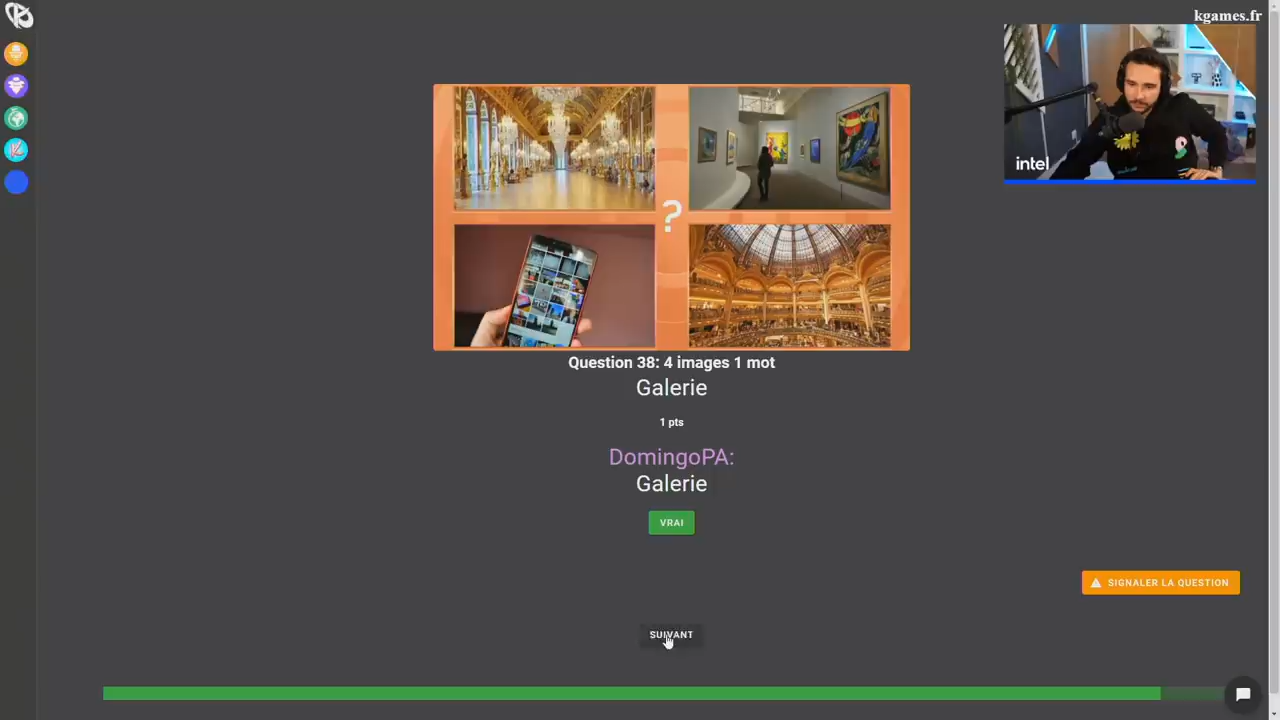 kgames.fr
intel
?
Question 38: 4 images 1 mot
Galerie
1 pts
DomingoPA:
Galerie
VRAI
SIGNALER LA QUESTION
SUIVANT